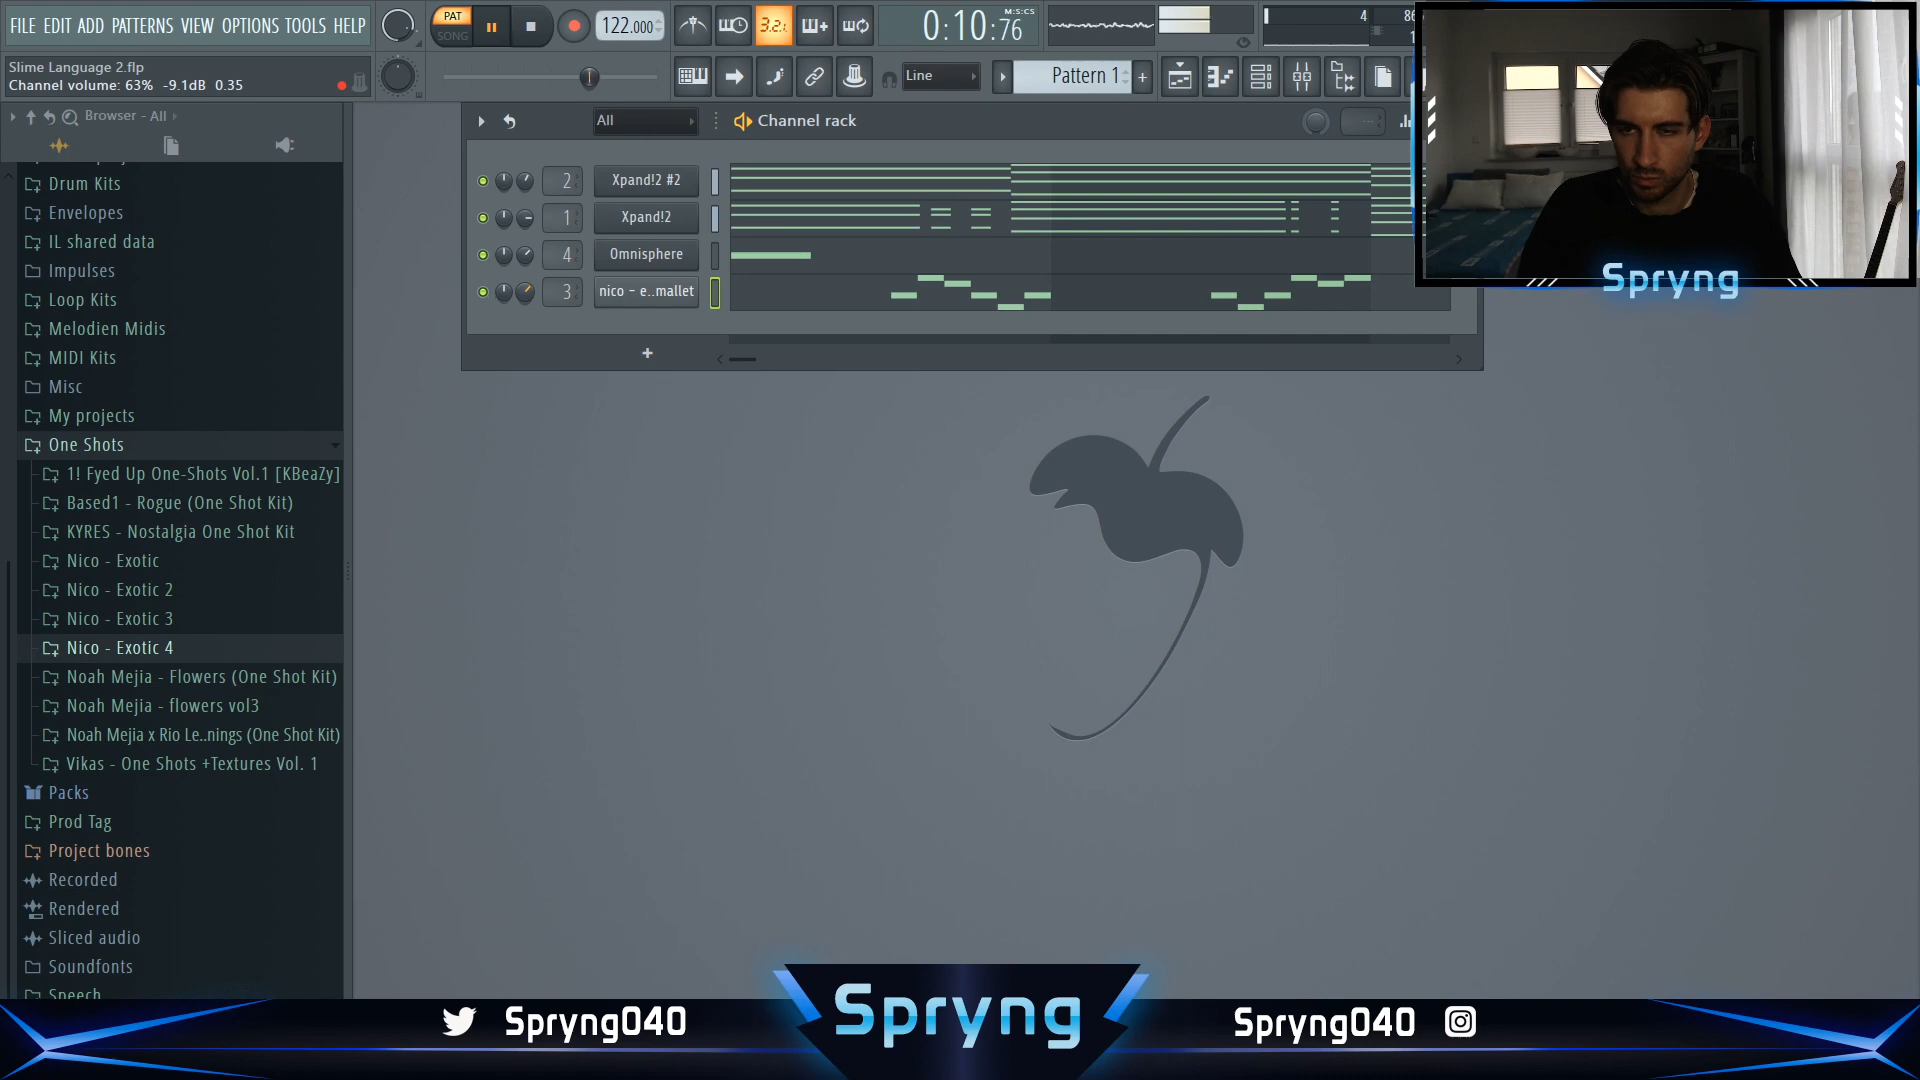 FILE EDIT ADD PATTERNS VIEW OPTIONS TOOLS HELP
PAT
SONG
122.000
3.2.
0:10:76
M:S:CS
4
Slime Language 2.flp
Channel volume: 63% -9.1dB 0.35
Line
Pattern 1
Browser - All
All
Channel rack
2 Xpand!2 #2
1 Xpand!2
4 Omnisphere
3 nico - e..mallet
Drum Kits
Envelopes
IL shared data
Impulses
Loop Kits
Melodien Midis
MIDI Kits
Misc
My projects
One Shots
1! Fyed Up One-Shots Vol.1 [KBeaZy]
Based1 - Rogue (One Shot Kit)
KYRES - Nostalgia One Shot Kit
Nico - Exotic
Nico - Exotic 2
Nico - Exotic 3
Nico - Exotic 4
Noah Mejia - Flowers (One Shot Kit)
Noah Mejia - flowers vol3
Noah Mejia x Rio Le..nings (One Shot Kit)
Vikas - One Shots +Textures Vol. 1
Packs
Prod Tag
Project bones
Recorded
Rendered
Sliced audio
Soundfonts
Speech
Spryng
Spryng040
Spryng
Spryng040